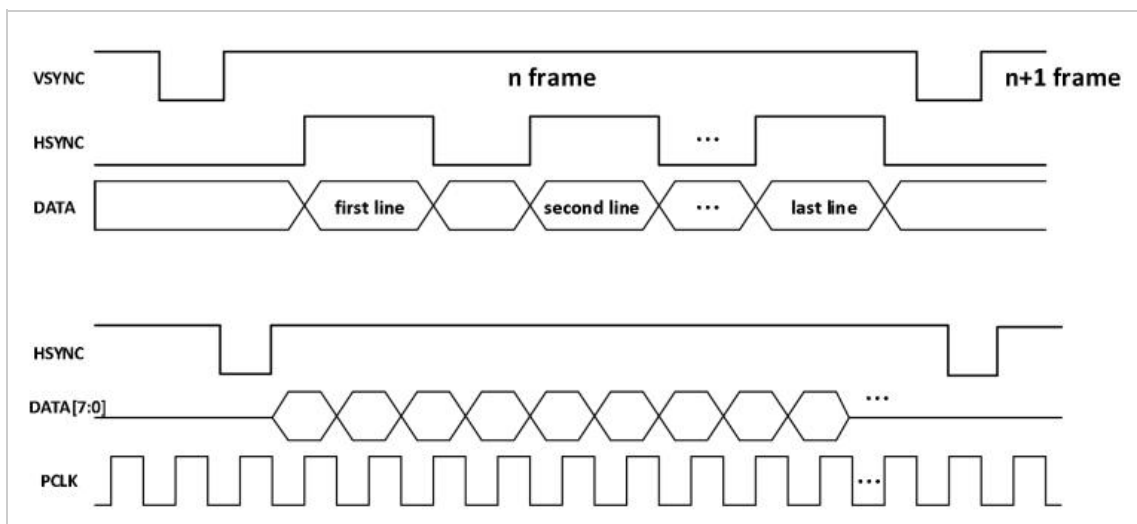 VSYNC n frame n+1 frame
HSYNC ...
DATA first line second line ... last line
HSYNC
DATA[7:0] ...
PCLK ...